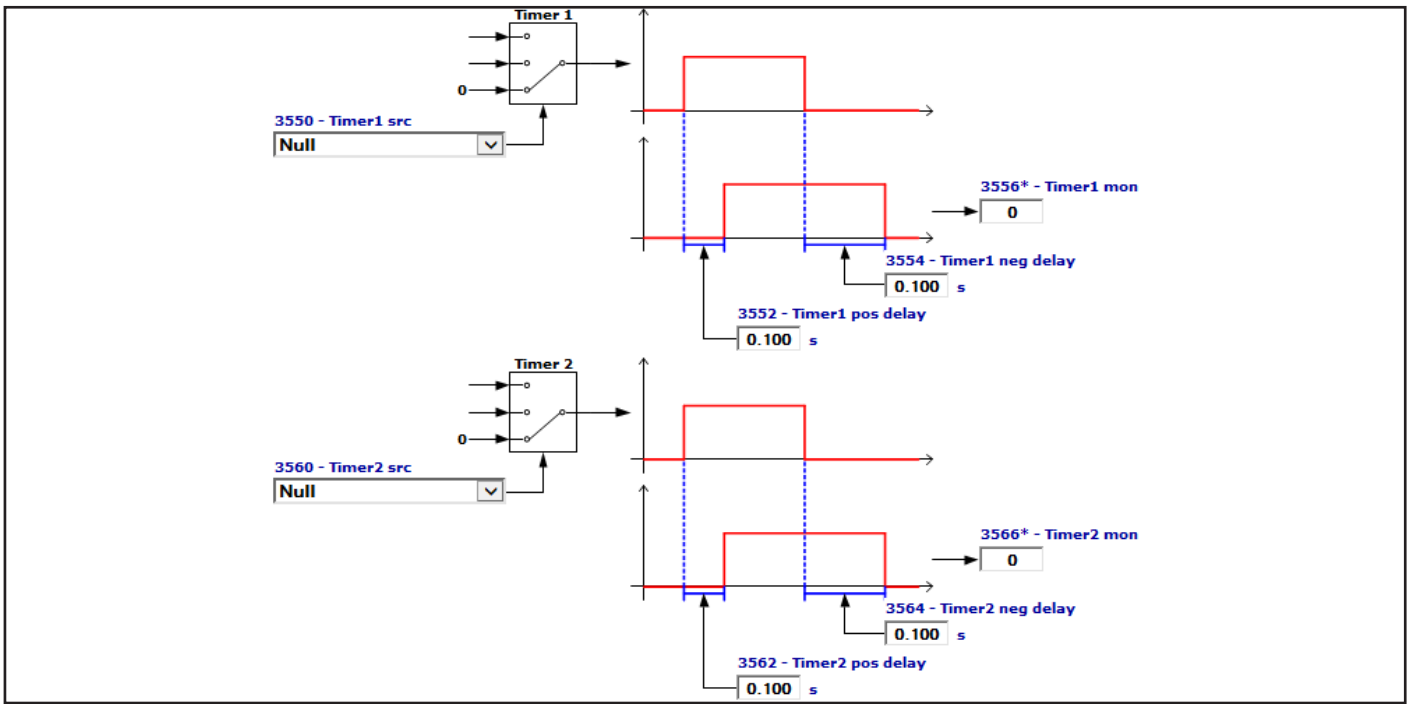 Timer 1
0
3550 - Timer1 src
Null
3556* - Timer1 mon
0
3554 - Timer1 neg delay
0.100 s
3552 - Timer1 pos delay
0.100 s
Timer 2
0
3560 - Timer2 src
Null
3566* - Timer2 mon
0
3564 - Timer2 neg delay
0.100 s
3562 - Timer2 pos delay
0.100 s